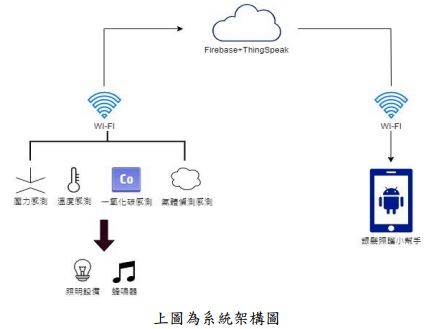 Firebase+ThingSpeak
WI-FI
WI-FI
Co
壓力感測
溫度感測
一氧化碳感測
氣體偵測感測
銀髮照護小幫手
照明設備
蜂鳴器
上圖為系統架構圖